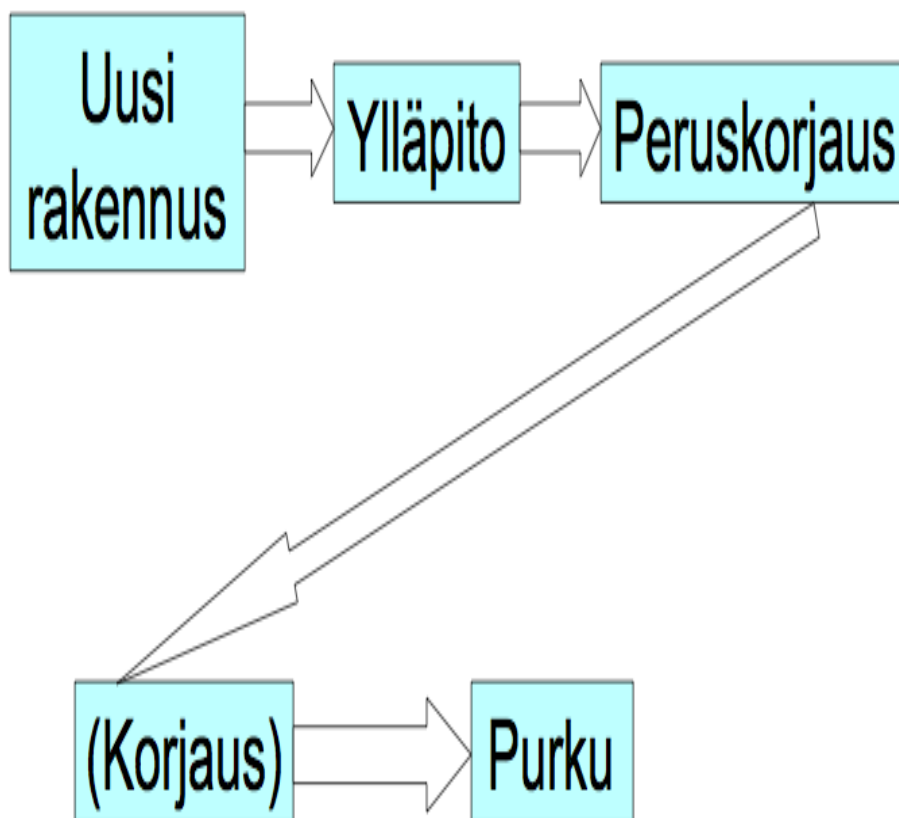 Uusi
rakennus
Ylläpito
Peruskorjaus
(Korjaus)
Purku